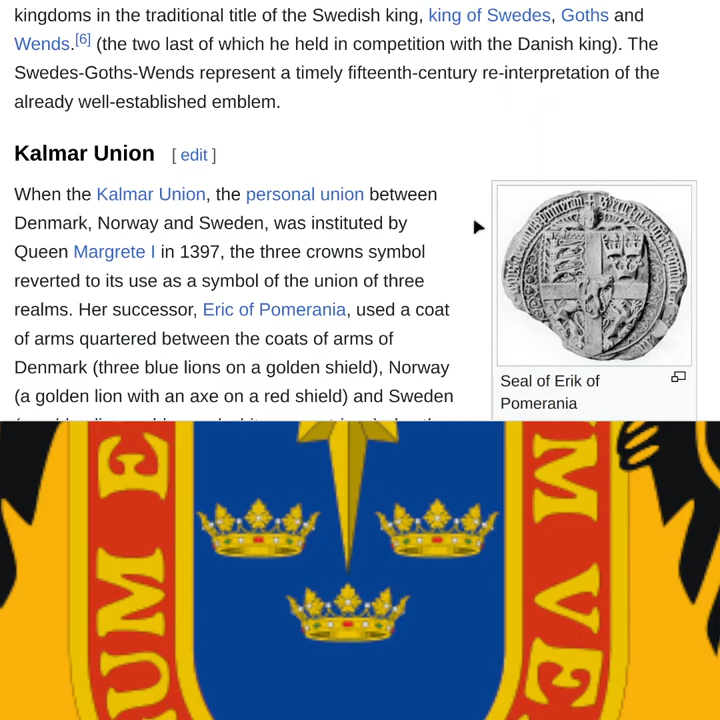 kingdoms in the traditional title of the Swedish king, king of Swedes, Goths and
Wends.[6] (the two last of which he held in competition with the Danish king). The
Swedes-Goths-Wends represent a timely fifteenth-century re-interpretation of the
already well-established emblem.
Kalmar Union [ edit ]
When the Kalmar Union, the personal union between
Denmark, Norway and Sweden, was instituted by
Queen Margrete I in 1397, the three crowns symbol
reverted to its use as a symbol of the union of three
realms. Her successor, Eric of Pomerania, used a coat
of arms quartered between the coats of arms of
Denmark (three blue lions on a golden shield), Norway
(a golden lion with an axe on a red shield) and Sweden
Seal of Erik of
Pomerania
UM E
M VE